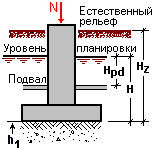 N
Естественный
рельеф
Уровень планировки
Hpd
Hz
Подвал
H
h1